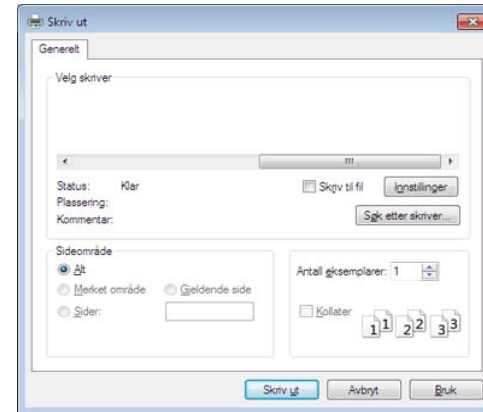 Skriv ut
Generelt
Velg skriver
Status: Klar
Skriv til fil
Innstillinger
Plassering:
Kommentar:
Søk etter skriver...
Sideområde
Alt
Merket område
Gjeldende side
Sider:
Antall eksemplarer: 1
Kollater
1 1 2 2 3 3
Skriv ut
Avbryt
Bruk